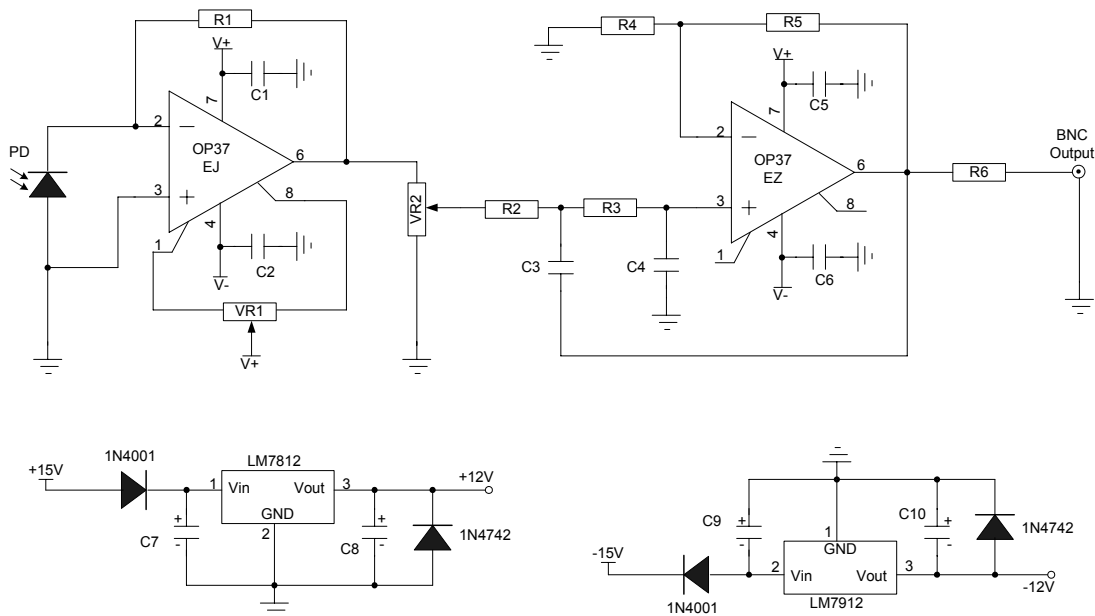 R1
V+
C1
7
2
OP37
EJ
6
3
8
4
1
C2
V-
VR1
V+
PD
VR2
R2
R3
C3
C4
R4
R5
V+
C5
7
2
OP37
EZ
6
3
8
4
1
C6
V-
R6
BNC
Output
+15V
1N4001
LM7812
1
Vin
Vout
3
GND
2
+12V
+
-
C7
+
-
C8
1N4742
-15V
1N4001
C9
+
-
1
GND
2
Vin
Vout
3
LM7912
C10
+
-
1N4742
-12V